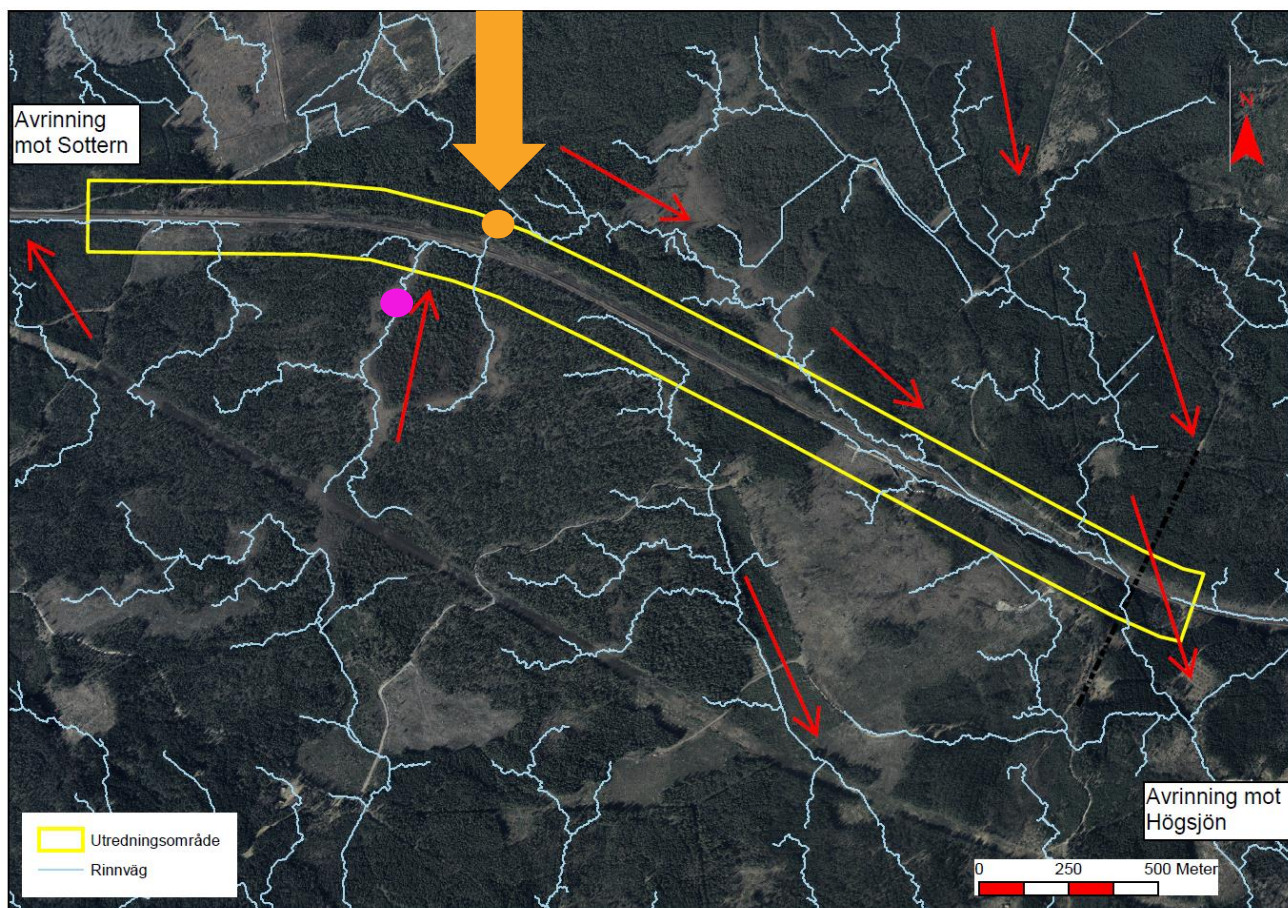 Avrinning
mot Sottern
N
Avrinning mot
Högsjön
Utredningsområde
Rinnväg
0 250 500 Meter